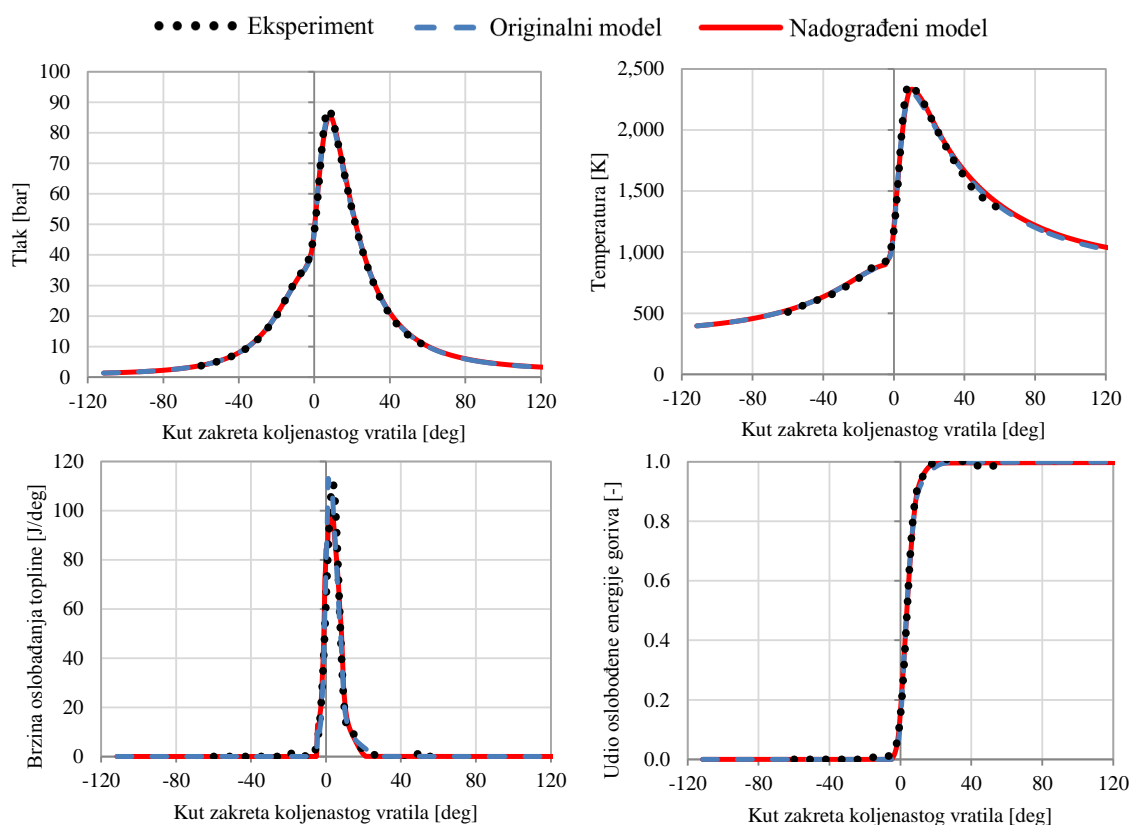 Eksperiment Originalni model Nadograđeni model
Tlak [bar]
100
90
80
70
60
50
40
30
20
10
0
-120 -80 -40 0 40 80 120
Kut zakreta koljenastog vratila [deg]
Temperatura [K]
2,500
2,000
1,500
1,000
500
0
-120 -80 -40 0 40 80 120
Kut zakreta koljenastog vratila [deg]
Brzina oslobađanja topline [J/deg]
120
100
80
60
40
20
0
-120 -80 -40 0 40 80 120
Kut zakreta koljenastog vratila [deg]
Udio oslobođene energije goriva [-]
1.0
0.8
0.6
0.4
0.2
0.0
-120 -80 -40 0 40 80 120
Kut zakreta koljenastog vratila [deg]